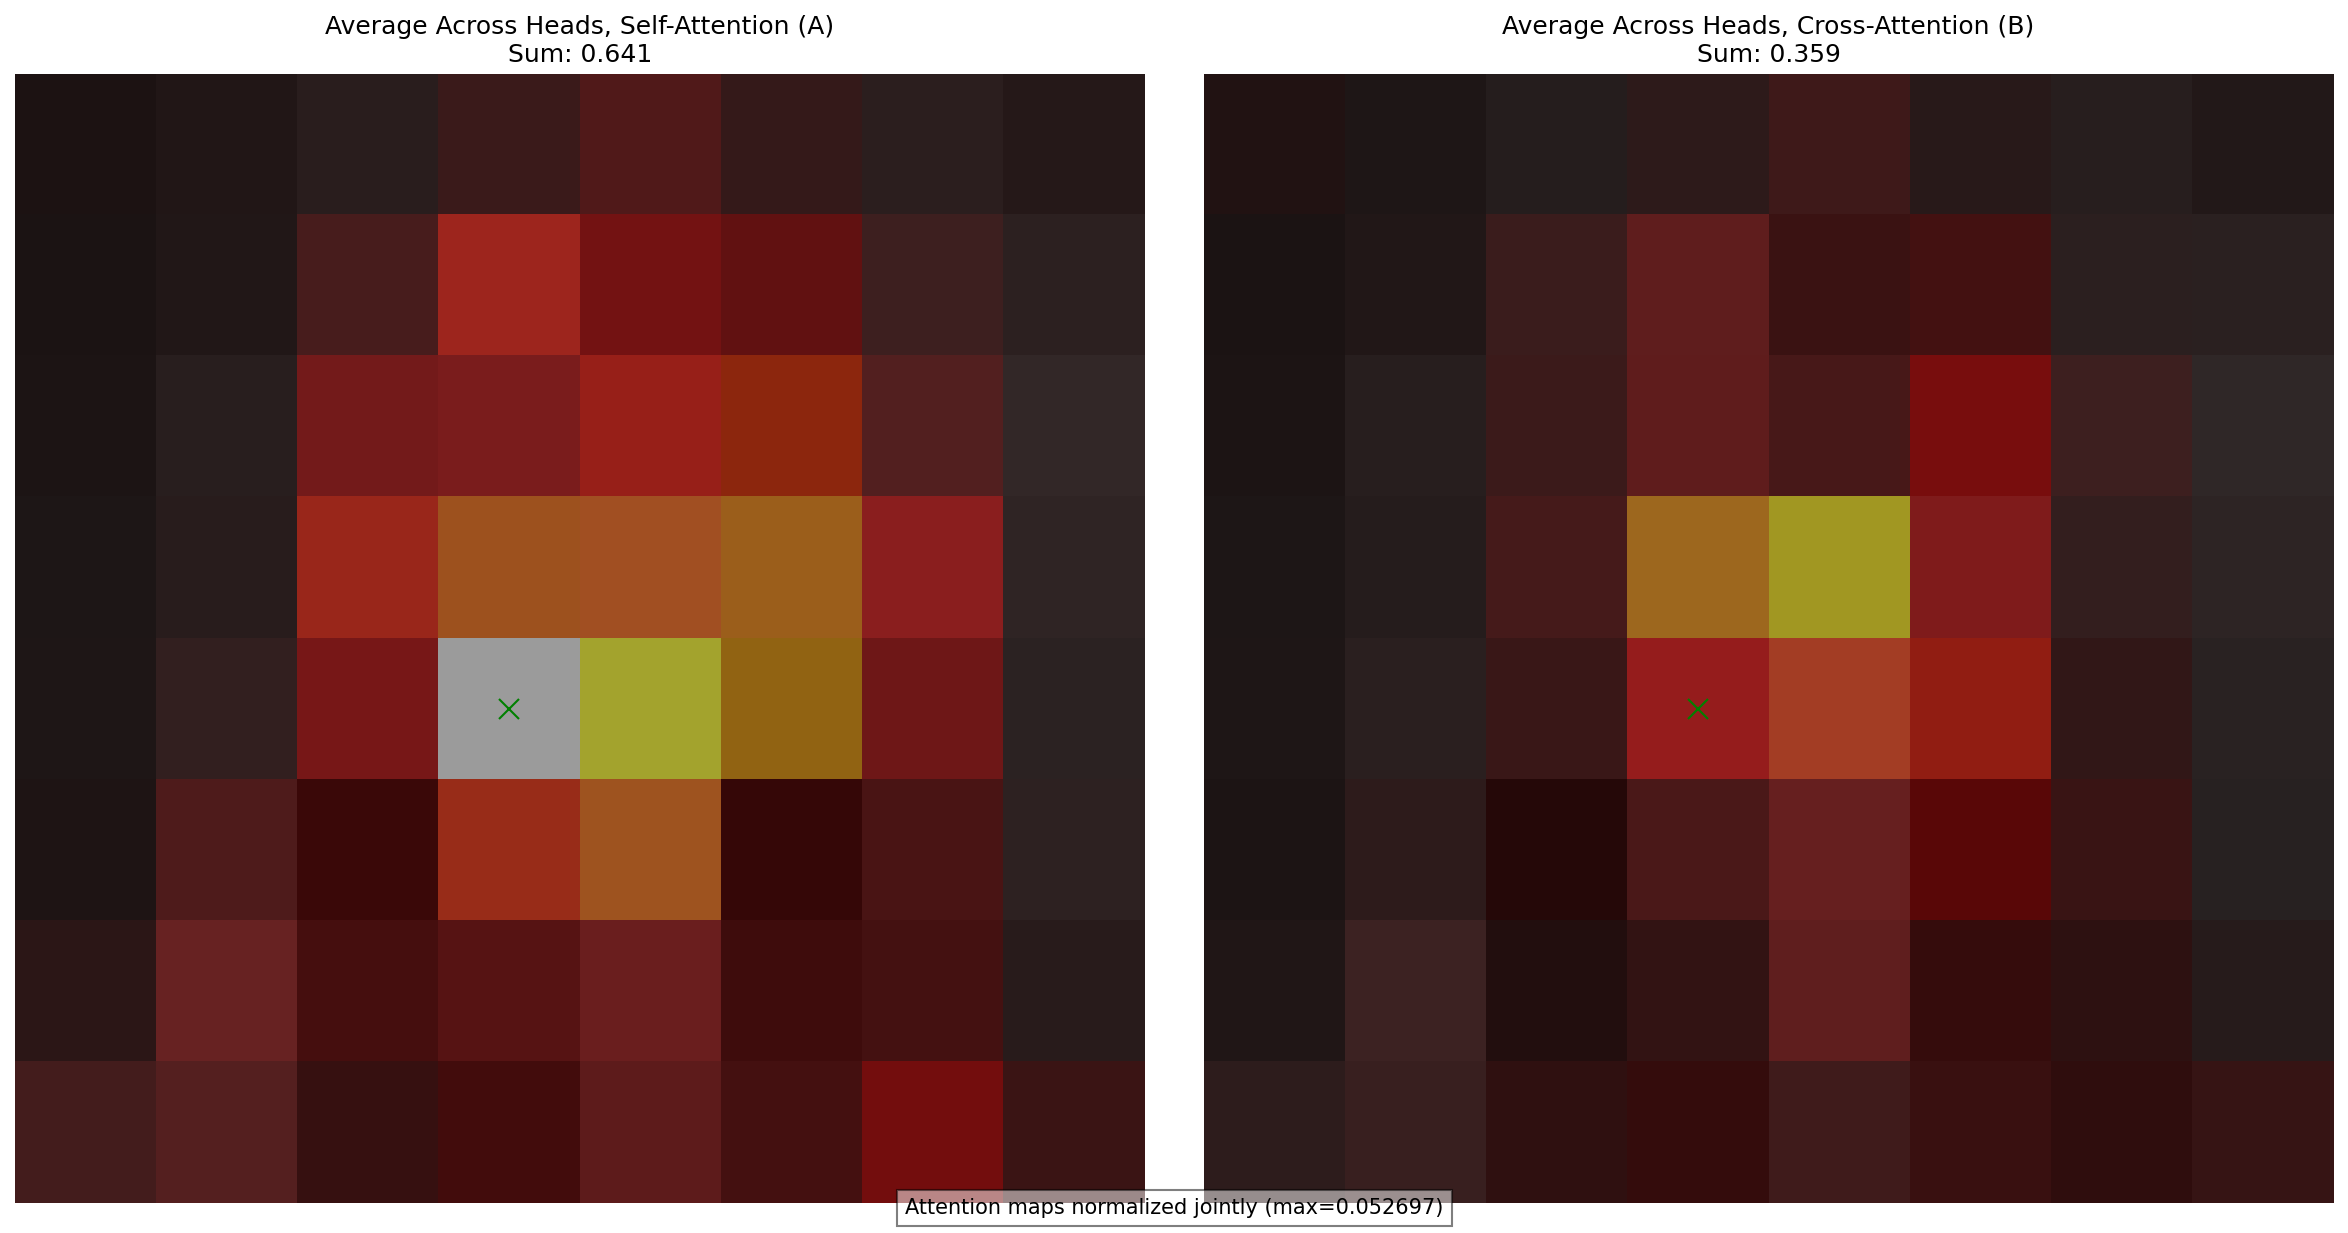 Average Across Heads, Self-Attention (A)
Sum: 0.641
Average Across Heads, Cross-Attention (B)
Sum: 0.359
Attention maps normalized jointly (max=0.052697)